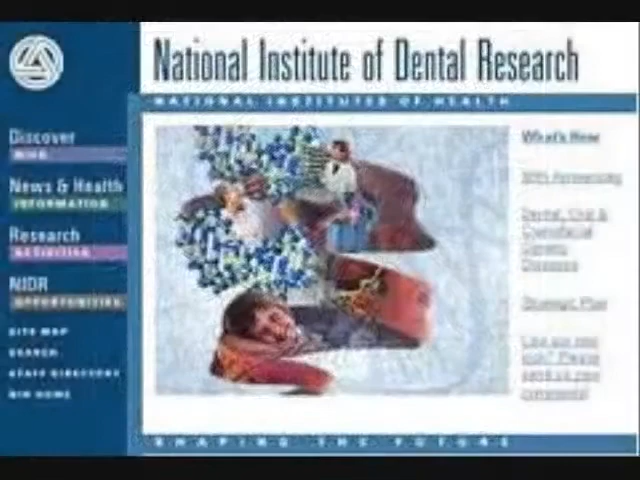 National Institute of Dental Research
NATIONAL INSTITUTES OF HEALTH
Discover
NIDR
News & Health
INFORMATION
Research
ACTIVITIES
NIDR
OPPORTUNITIES
SITE MAP
SEARCH
STAFF DIRECTORY
NIH HOME
What's New
50th Anniversary
Dental, Oral &
Craniofacial
Genetic
Diseases
Strategic Plan
Like our new
look? Please
send us your
comments!
SHAPING THE FUTURE